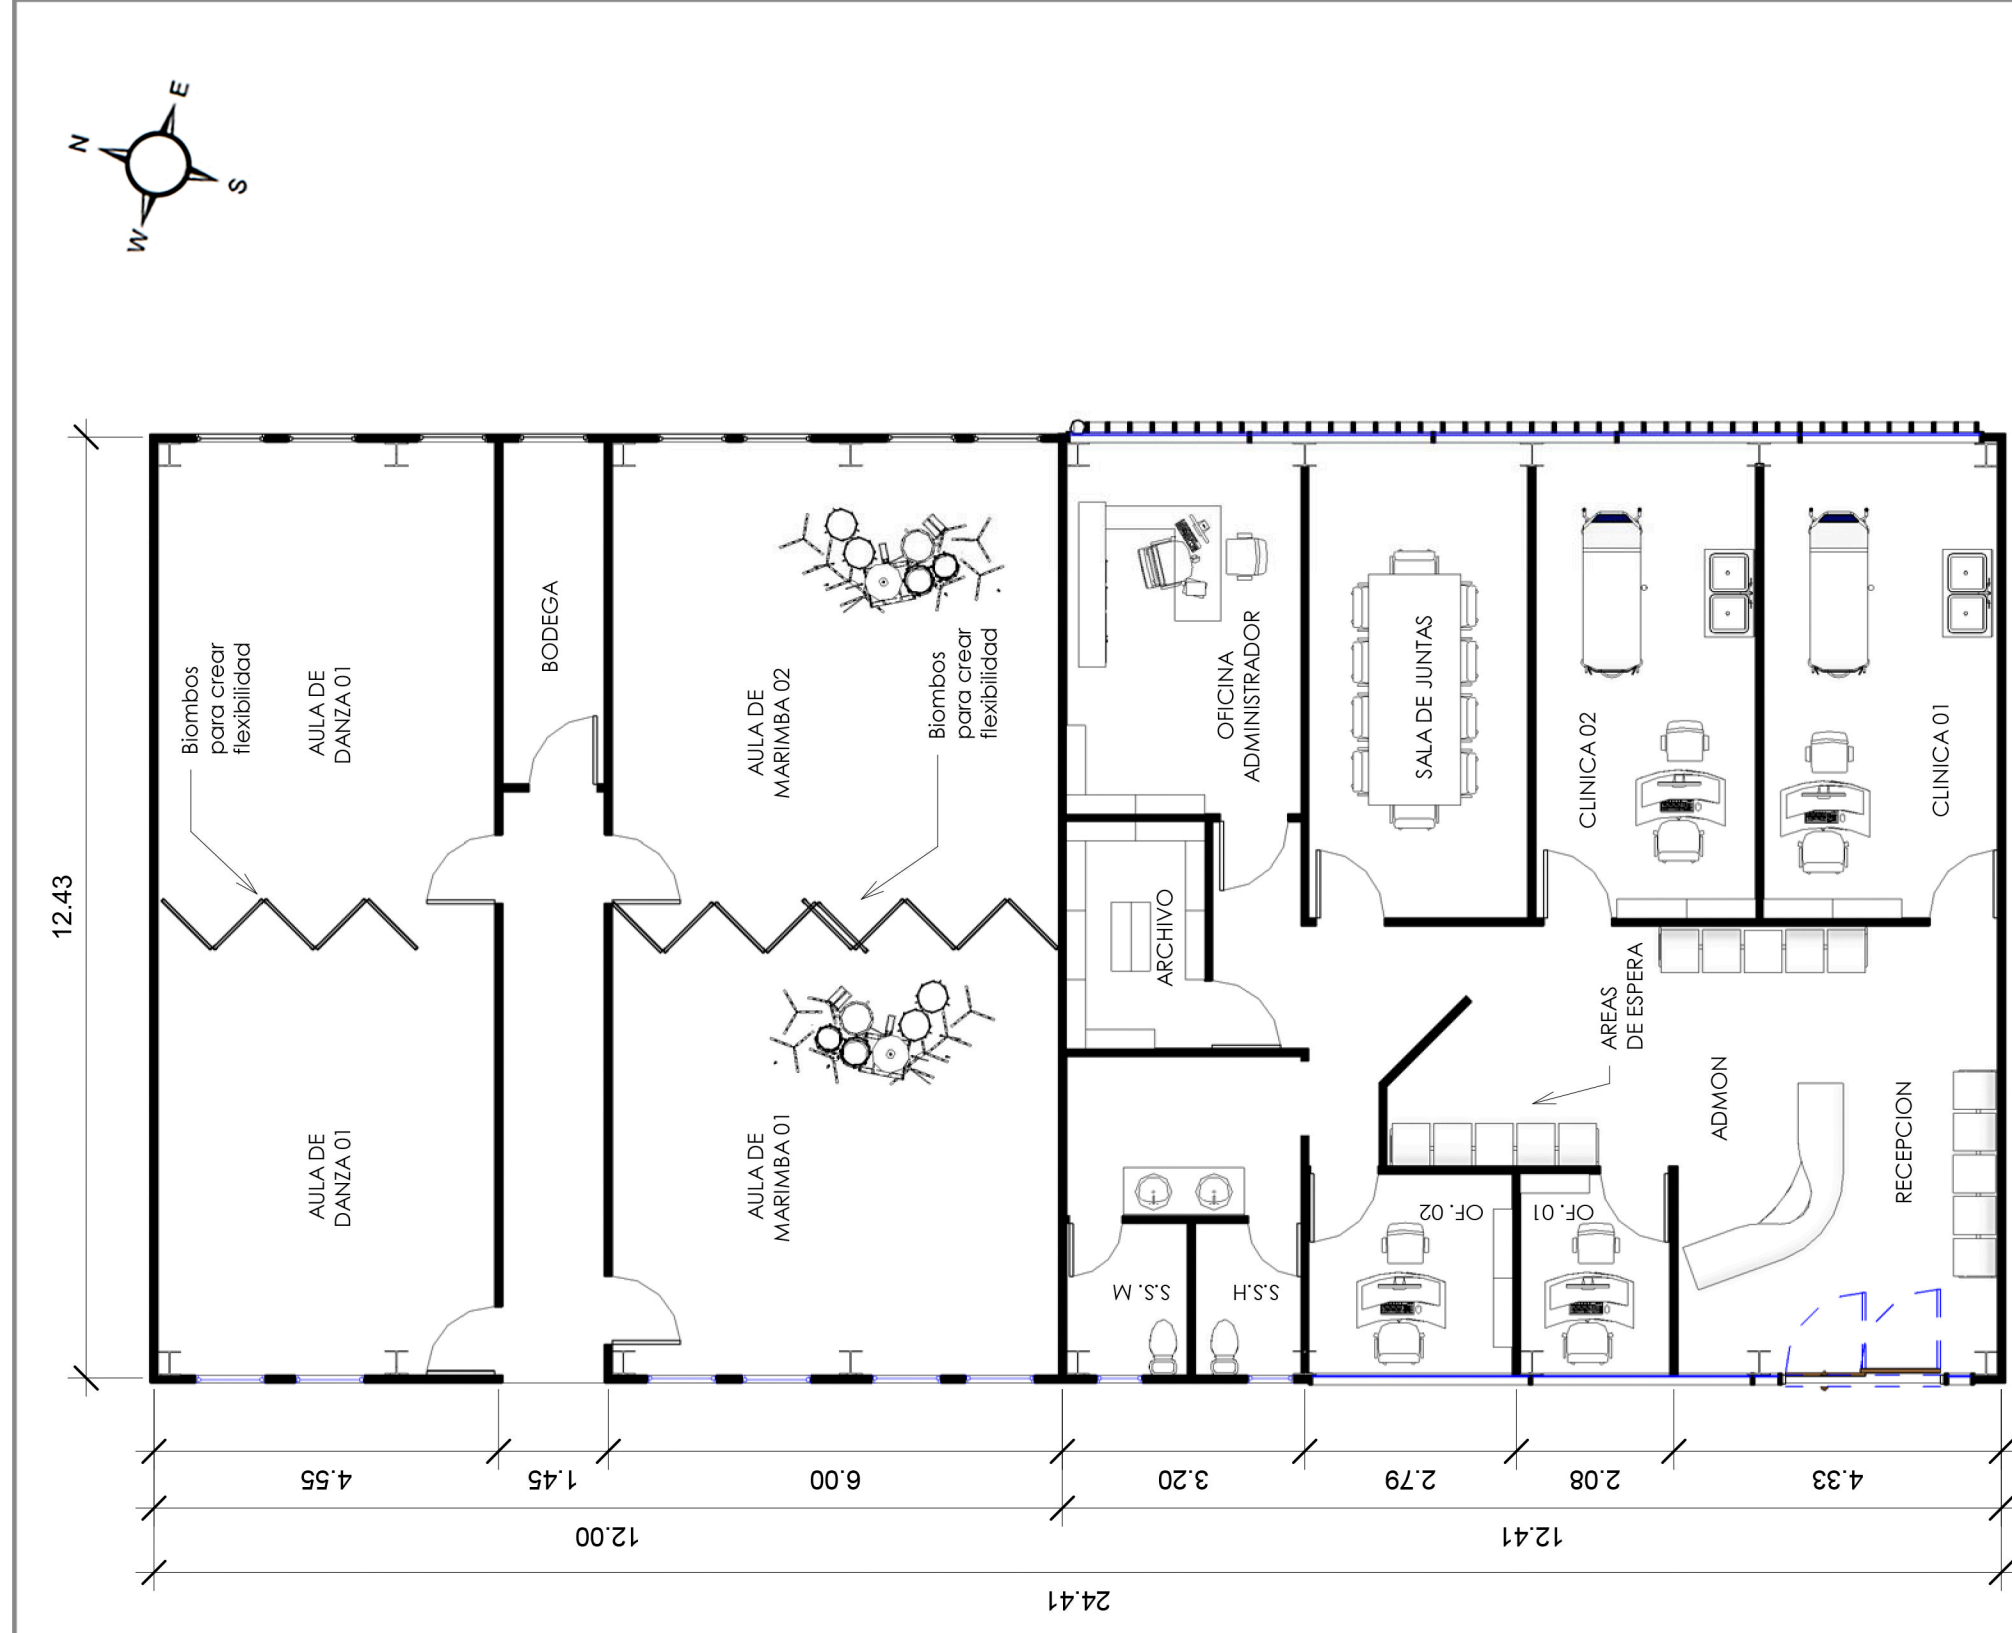 N
E
S
W
12.43
Biombos
para crear
flexibilidad
AULA DE
DANZA 01
BODEGA
AULA DE
MARIMBA 02
Biombos
para crear
flexibilidad
OFICINA
ADMINISTRADOR
SALA DE JUNTAS
CLINICA 02
CLINICA 01
ARCHIVO
AREAS
DE ESPERA
ADMON
RECEPCION
AULA DE
DANZA 01
AULA DE
MARIMBA 01
S.S. M
S.S.H
OF. 02
OF. 01
4.55
1.45
6.00
3.20
2.79
2.08
4.33
12.00
12.41
24.41